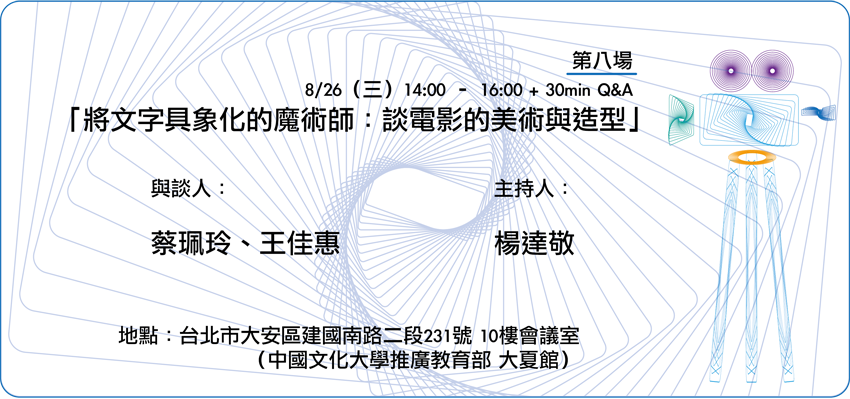 第八場
8/26（三）14:00 - 16:00 + 30min Q&A
「將文字具象化的魔術師：談電影的美術與造型」
與談人： 主持人：
蔡珮玲、王佳惠 楊達敬
地點：台北市大安區建國南路二段231號 10樓會議室
（中國文化大學推廣教育部 大夏館）